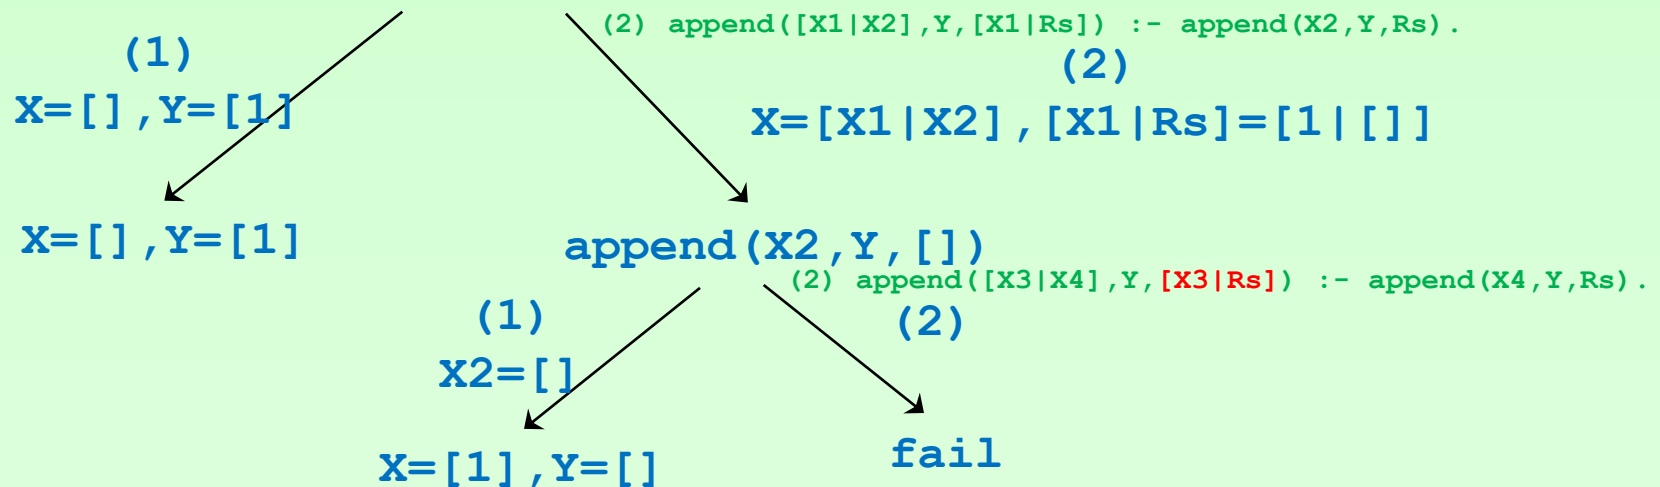 (2) append([X1|X2],Y,[X1|Rs]) :- append(X2,Y,Rs).
(1)
X=[],Y=[1]
(2)
X=[X1|X2],[X1|Rs]=[1|[]]
X=[],Y=[1]
append(X2,Y,[])
(2) append([X3|X4],Y,[X3|Rs]) :- append(X4,Y,Rs).
(1)
X2=[]
(2)
X=[1],Y=[]
fail